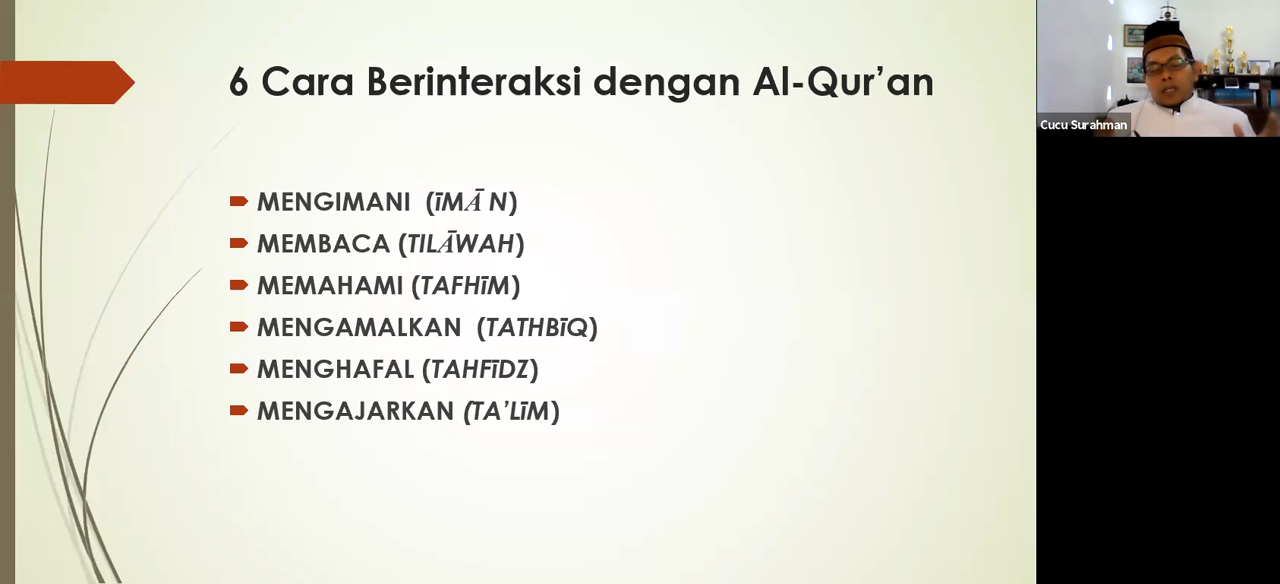 6 Cara Berinteraksi dengan Al-Qur’an
MENGIMANI (īMĀ N)
MEMBACA (TILĀWAH)
MEMAHAMI (TAFHīM)
MENGAMALKAN (TATHBīQ)
MENGHAFAL (TAHFīDZ)
MENGAJARKAN (TA’LīM)
Cucu Surahman